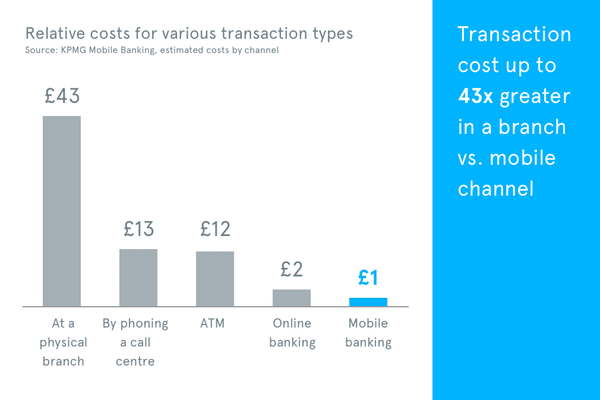 Relative costs for various transaction types
Source: KPMG Mobile Banking, estimated costs by channel
£43
£13
£12
£2
£1
At a
physical
branch
By phoning
a call
centre
ATM
Online
banking
Mobile
banking
Transaction
cost up to
43x greater
in a branch
vs. mobile
channel